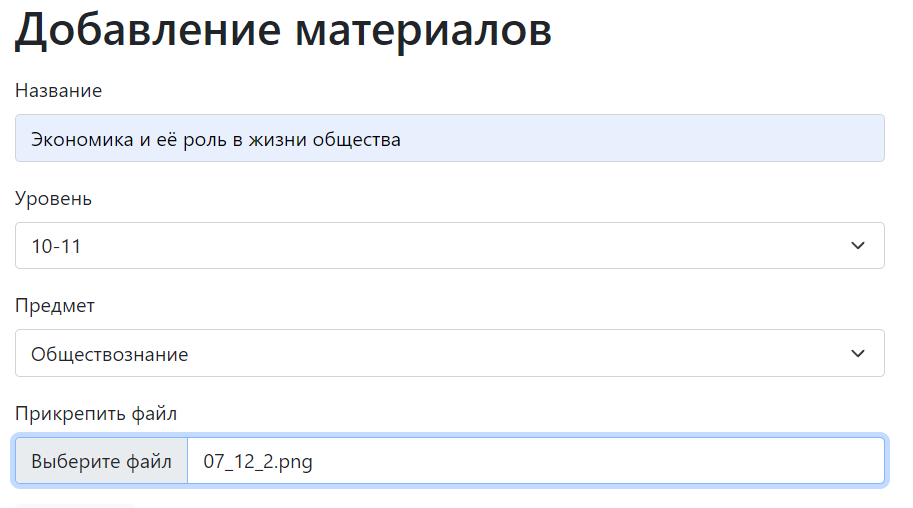 Добавление материалов
Название
Экономика и её роль в жизни общества
Уровень
10-11
Предмет
Обществознание
Прикрепить файл
Выберите файл 07_12_2.png